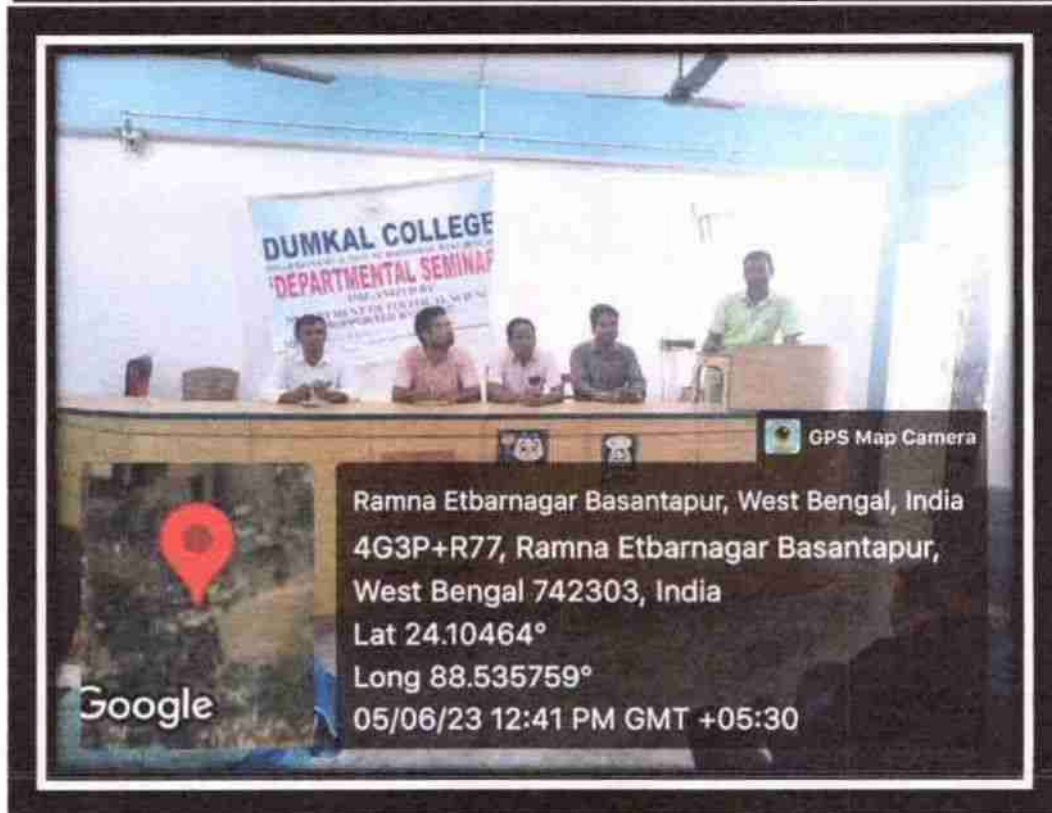 DUMKAL COLLEGE
DEPARTMENTAL SEMINAR
GPS Map Camera
Ramna Etbarnagar Basantapur, West Bengal, India
4G3P+R77, Ramna Etbarnagar Basantapur,
West Bengal 742303, India
Lat 24.10464°
Long 88.535759°
05/06/23 12:41 PM GMT +05:30
Google